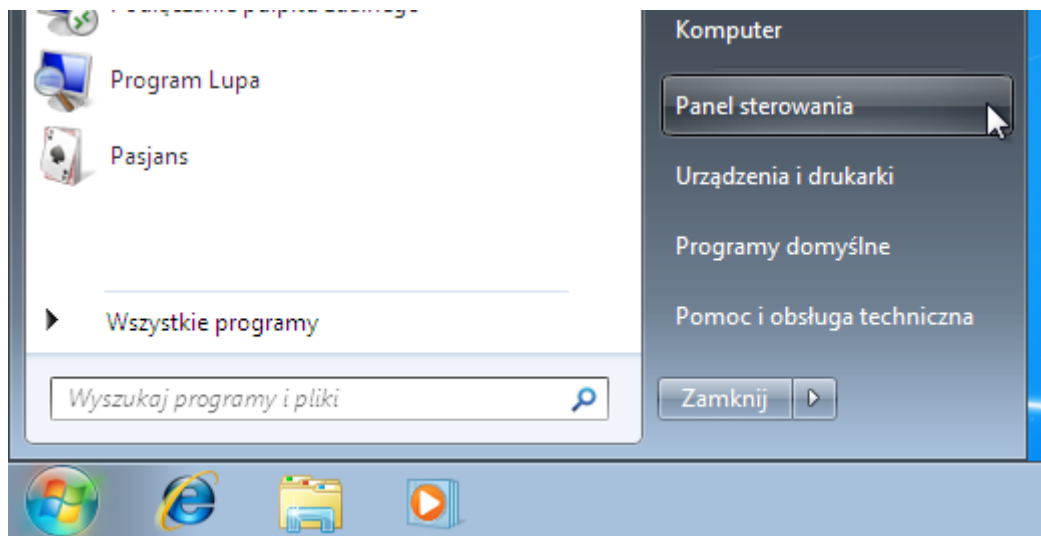 Program Lupa
Pasjans
Wszystkie programy
Wyszukaj programy i pliki
Komputer
Panel sterowania
Urządzenia i drukarki
Programy domyślne
Pomoc i obsługa techniczna
Zamknij